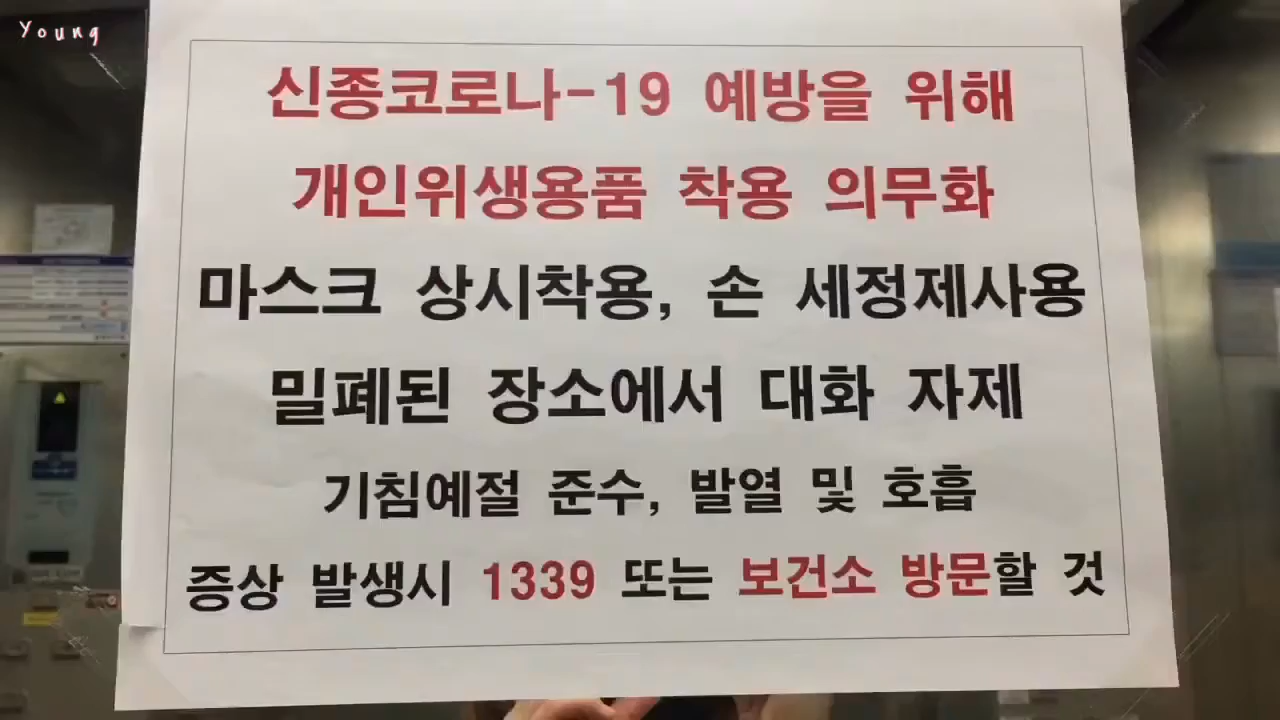 Young
신종코로나-19 예방을 위해
개인위생용품 착용 의무화
마스크 상시착용, 손 세정제사용
밀폐된 장소에서 대화 자제
기침예절 준수, 발열 및 호흡
증상 발생시 1339 또는 보건소 방문할 것